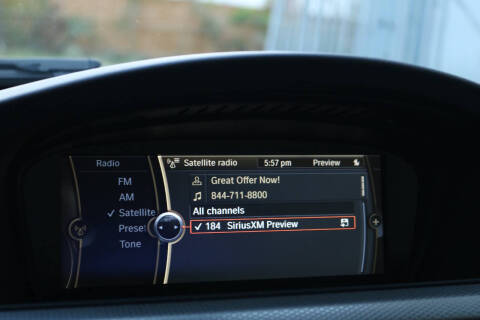 Radio
FM
AM
✓ Satellite
Preset
Tone
Satellite radio 5:57 pm Preview
Great Offer Now!
844-711-8800
All channels
✓ 184 SiriusXM Preview